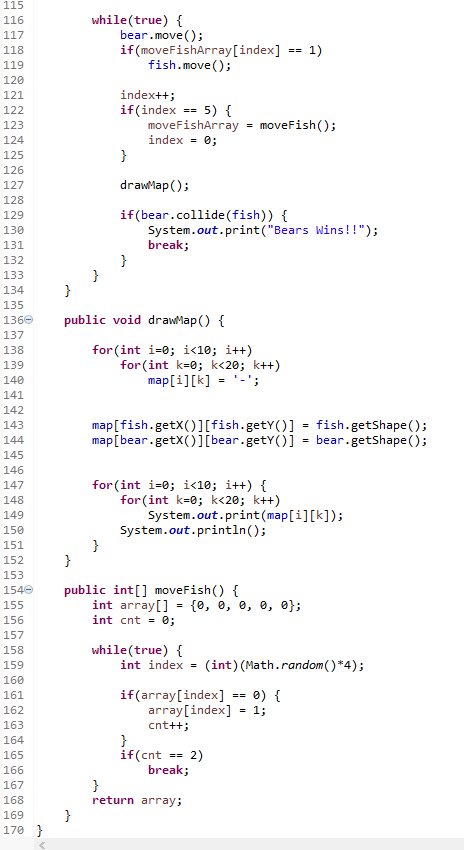 115
116 while(true) {
117 bear.move();
118 if(moveFishArray[index] == 1)
119 fish.move();
120
121 index++;
122 if(index == 5) {
123 moveFishArray = moveFish();
124 index = 0;
125 }
126
127 drawMap();
128
129 if(bear.collide(fish)) {
130 System.out.print("Bears Wins!!");
131 break;
132 }
133 }
134 }
135
136 public void drawMap() {
137
138 for(int i=0; i<10; i++)
139 for(int k=0; k<20; k++)
140 map[i][k] = '-';
141
142
143 map[fish.getX()][fish.getY()] = fish.getShape();
144 map[bear.getX()][bear.getY()] = bear.getShape();
145
146
147 for(int i=0; i<10; i++) {
148 for(int k=0; k<20; k++)
149 System.out.print(map[i][k]);
150 System.out.println();
151 }
152 }
153
154 public int[] moveFish() {
155 int array[] = {0, 0, 0, 0, 0};
156 int cnt = 0;
157
158 while(true) {
159 int index = (int)(Math.random()*4);
160
161 if(array[index] == 0) {
162 array[index] = 1;
163 cnt++;
164 }
165 if(cnt == 2)
166 break;
167 }
168 return array;
169 }
170 }